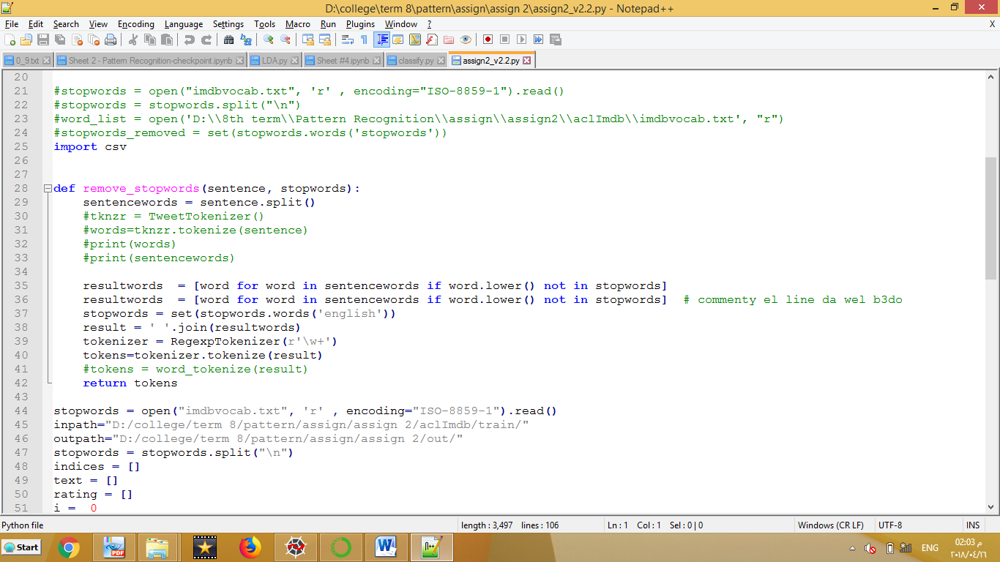 D:\college\term 8\pattern\assign\assign 2\assign2_v2.2.py - Notepad++
File Edit Search View Encoding Language Settings Tools Macro Run Plugins Window ? X
0_9.txt Sheet 2 - Pattern Recognition-checkpoint.ipynb LDA.py Sheet #4.ipynb classify.py assign2_v2.2.py
20
21 #stopwords = open("imdbvocab.txt", 'r' , encoding="ISO-8859-1").read()
22 #stopwords = stopwords.split("\n")
23 #word_list = open('D:\\8th term\\Pattern Recognition\\assign\\assign2\\aclImdb\\imdbvocab.txt', "r")
24 #stopwords_removed = set(stopwords.words('stopwords'))
25 import csv
26
27
28 def remove_stopwords(sentence, stopwords):
29 sentencewords = sentence.split()
30 #tknzr = TweetTokenizer()
31 #words=tknzr.tokenize(sentence)
32 #print(words)
33 #print(sentencewords)
34
35 resultwords  = [word for word in sentencewords if word.lower() not in stopwords]
36 resultwords  = [word for word in sentencewords if word.lower() not in stopwords]  # commenty el line da wel b3do
37 stopwords = set(stopwords.words('english'))
38 result = ' '.join(resultwords)
39 tokenizer = RegexpTokenizer(r'\w+')
40 tokens=tokenizer.tokenize(result)
41 #tokens = word_tokenize(result)
42 return tokens
43
44 stopwords = open("imdbvocab.txt", 'r' , encoding="ISO-8859-1").read()
45 inpath="D:/college/term 8/pattern/assign/assign 2/aclImdb/train/"
46 outpath="D:/college/term 8/pattern/assign/assign 2/out/"
47 stopwords = stopwords.split("\n")
48 indices = []
49 text = []
50 rating = []
51 i =  0
Python file length : 3,497 lines : 106 Ln : 1 Col : 1 Sel : 0 | 0 Windows (CR LF) UTF-8 INS
Start PDF W ENG 02:03 م
٢٠١٨/٠٤/١٦